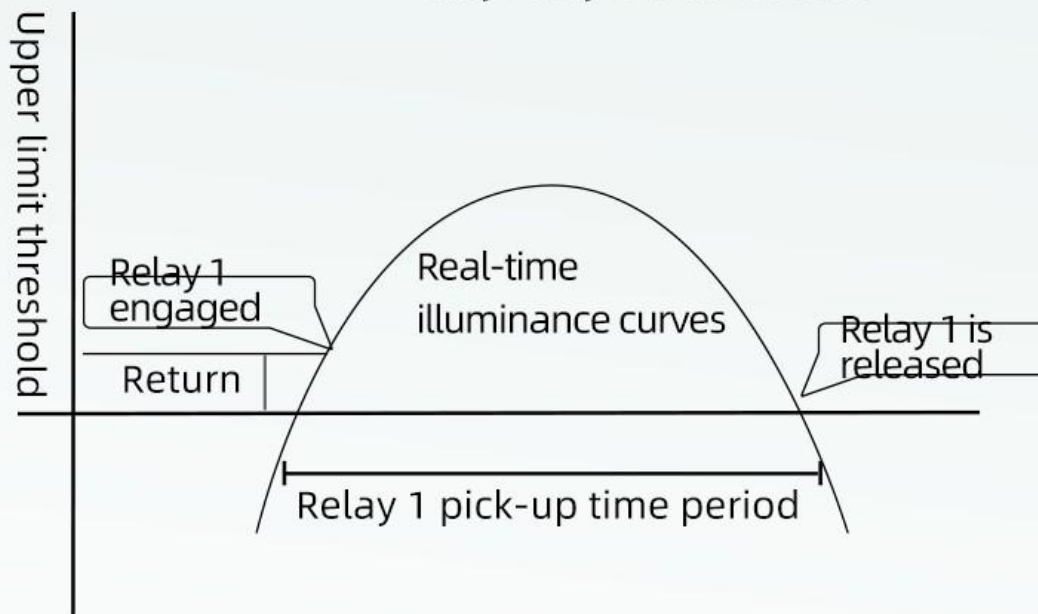 Upper limit threshold
Relay 1
engaged
Real-time
illuminance curves
Relay 1 is
released
Return
Relay 1 pick-up time period